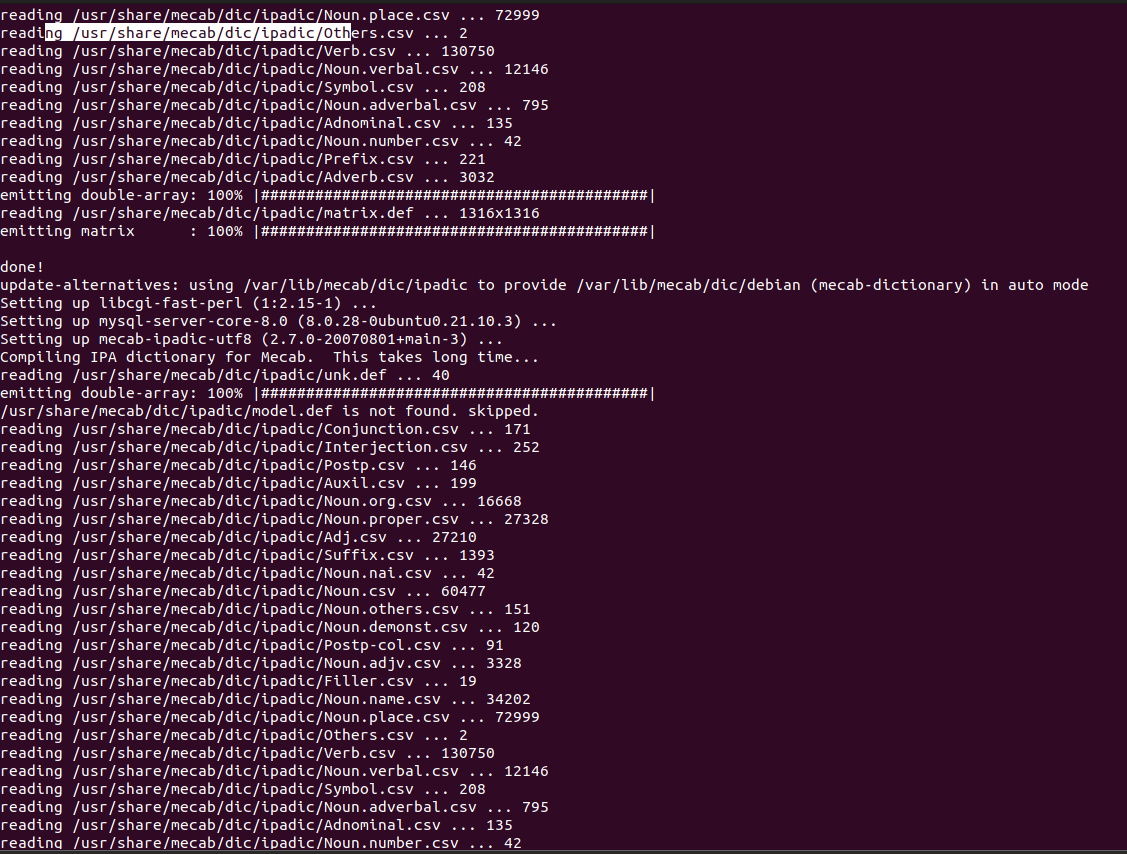 reading /usr/share/mecab/dic/ipadic/Noun.place.csv ... 72999
reading /usr/share/mecab/dic/ipadic/Others.csv ... 2
reading /usr/share/mecab/dic/ipadic/Verb.csv ... 130750
reading /usr/share/mecab/dic/ipadic/Noun.verbal.csv ... 12146
reading /usr/share/mecab/dic/ipadic/Symbol.csv ... 208
reading /usr/share/mecab/dic/ipadic/Noun.adverbal.csv ... 795
reading /usr/share/mecab/dic/ipadic/Adnominal.csv ... 135
reading /usr/share/mecab/dic/ipadic/Noun.number.csv ... 42
reading /usr/share/mecab/dic/ipadic/Prefix.csv ... 221
reading /usr/share/mecab/dic/ipadic/Adverb.csv ... 3032
emitting double-array: 100% |###########################################|
reading /usr/share/mecab/dic/ipadic/matrix.def ... 1316x1316
emitting matrix      : 100% |###########################################|

done!
update-alternatives: using /var/lib/mecab/dic/ipadic to provide /var/lib/mecab/dic/debian (mecab-dictionary) in auto mode
Setting up libcgi-fast-perl (1:2.15-1) ...
Setting up mysql-server-core-8.0 (8.0.28-0ubuntu0.21.10.3) ...
Setting up mecab-ipadic-utf8 (2.7.0-20070801+main-3) ...
Compiling IPA dictionary for Mecab.  This takes long time...
reading /usr/share/mecab/dic/ipadic/unk.def ... 40
emitting double-array: 100% |###########################################|
/usr/share/mecab/dic/ipadic/model.def is not found. skipped.
reading /usr/share/mecab/dic/ipadic/Conjunction.csv ... 171
reading /usr/share/mecab/dic/ipadic/Interjection.csv ... 252
reading /usr/share/mecab/dic/ipadic/Postp.csv ... 146
reading /usr/share/mecab/dic/ipadic/Auxil.csv ... 199
reading /usr/share/mecab/dic/ipadic/Noun.org.csv ... 16668
reading /usr/share/mecab/dic/ipadic/Noun.proper.csv ... 27328
reading /usr/share/mecab/dic/ipadic/Adj.csv ... 27210
reading /usr/share/mecab/dic/ipadic/Suffix.csv ... 1393
reading /usr/share/mecab/dic/ipadic/Noun.nai.csv ... 42
reading /usr/share/mecab/dic/ipadic/Noun.csv ... 60477
reading /usr/share/mecab/dic/ipadic/Noun.others.csv ... 151
reading /usr/share/mecab/dic/ipadic/Noun.demonst.csv ... 120
reading /usr/share/mecab/dic/ipadic/Postp-col.csv ... 91
reading /usr/share/mecab/dic/ipadic/Noun.adjv.csv ... 3328
reading /usr/share/mecab/dic/ipadic/Filler.csv ... 19
reading /usr/share/mecab/dic/ipadic/Noun.name.csv ... 34202
reading /usr/share/mecab/dic/ipadic/Noun.place.csv ... 72999
reading /usr/share/mecab/dic/ipadic/Others.csv ... 2
reading /usr/share/mecab/dic/ipadic/Verb.csv ... 130750
reading /usr/share/mecab/dic/ipadic/Noun.verbal.csv ... 12146
reading /usr/share/mecab/dic/ipadic/Symbol.csv ... 208
reading /usr/share/mecab/dic/ipadic/Noun.adverbal.csv ... 795
reading /usr/share/mecab/dic/ipadic/Adnominal.csv ... 135
reading /usr/share/mecab/dic/ipadic/Noun.number.csv ... 42